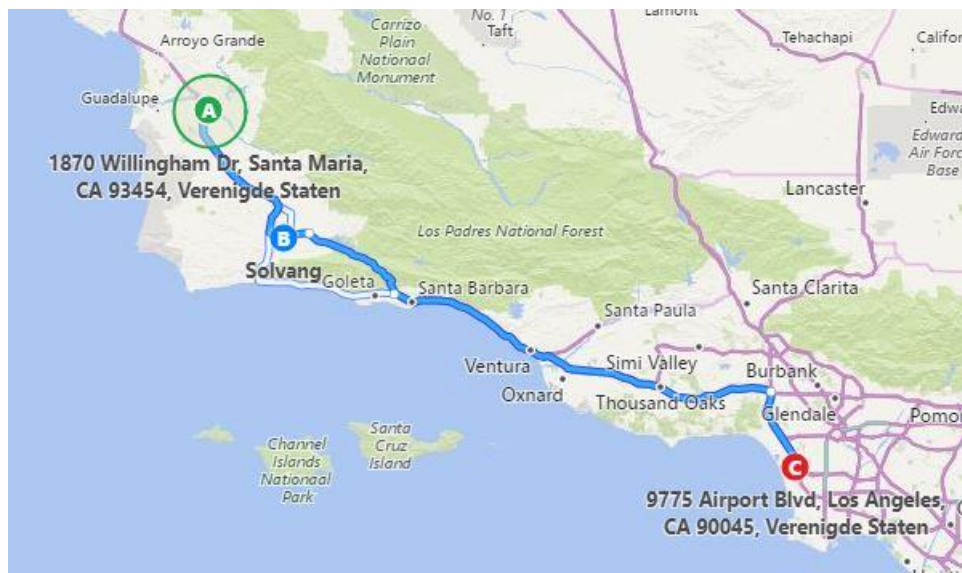 No. 1
Taft
Lamont
Tehachapi
Califor
Arroyo Grande
Carrizo
Plain
Nationaal
Monument
Guadalupe
A
Edwa
Edward
Air Forc
Base
1870 Willingham Dr, Santa Maria,
CA 93454, Verenigde Staten
Lancaster
B
Los Padres National Forest
Solvang
Goleta
Santa Barbara
Santa Clarita
Santa Paula
Ventura
Simi Valley
Burbank
Oxnard
Thousand Oaks
Glendale
Pomo
Channel
Islands
Nationaal
Park
Santa
Cruz
Island
C
9775 Airport Blvd, Los Angeles,
CA 90045, Verenigde Staten